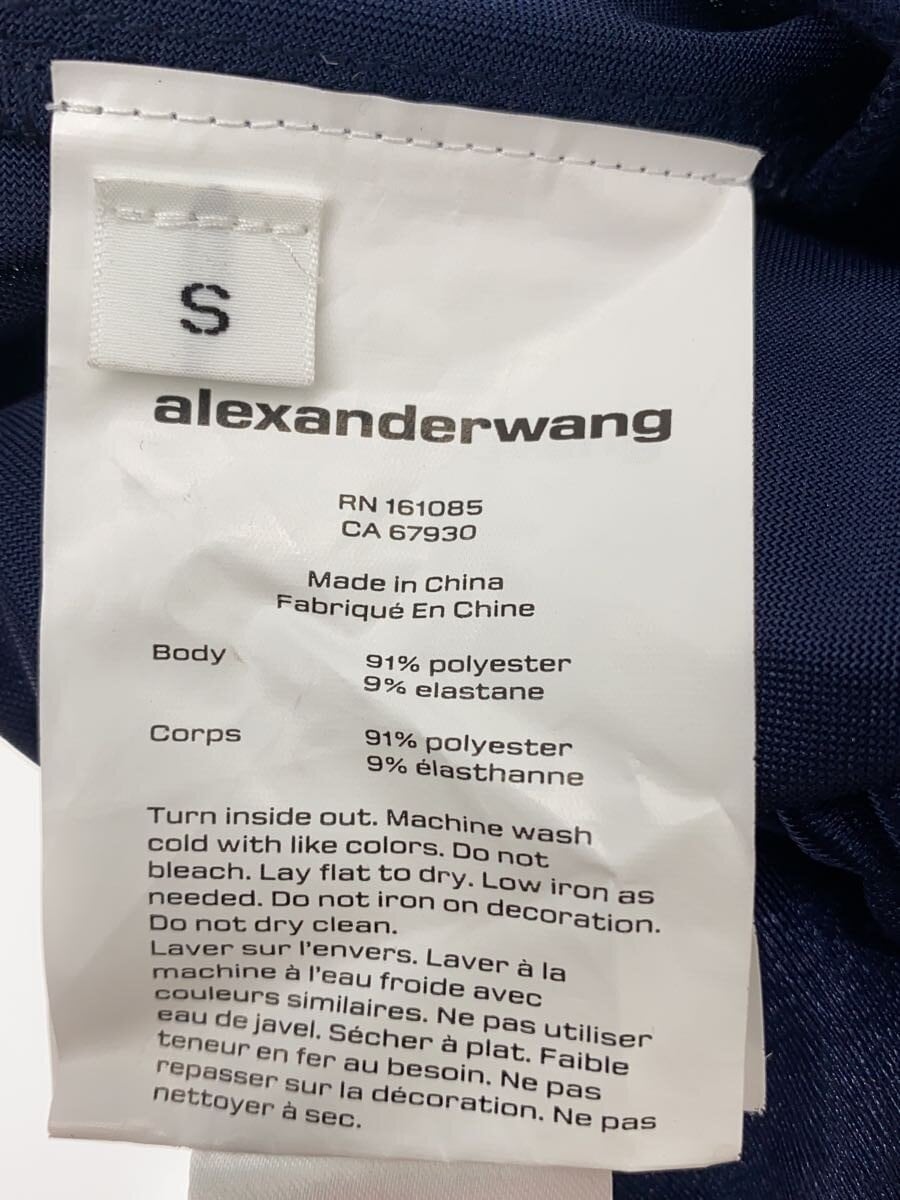 S
alexanderwang
RN 161085
CA 67930
Made in China
Fabriqué En Chine
Body 91% polyester
9% elastane
Corps 91% polyester
9% élasthanne
Turn inside out. Machine wash
cold with like colors. Do not
bleach. Lay flat to dry. Low iron as
needed. Do not iron on decoration.
Do not dry clean.
Laver sur l'envers. Laver à la
machine à l'eau froide avec
couleurs similaires. Ne pas utiliser
eau de javel. Sécher à plat. Faible
teneur en fer au besoin. Ne pas
repasser sur la décoration. Ne pas
nettoyer à sec.